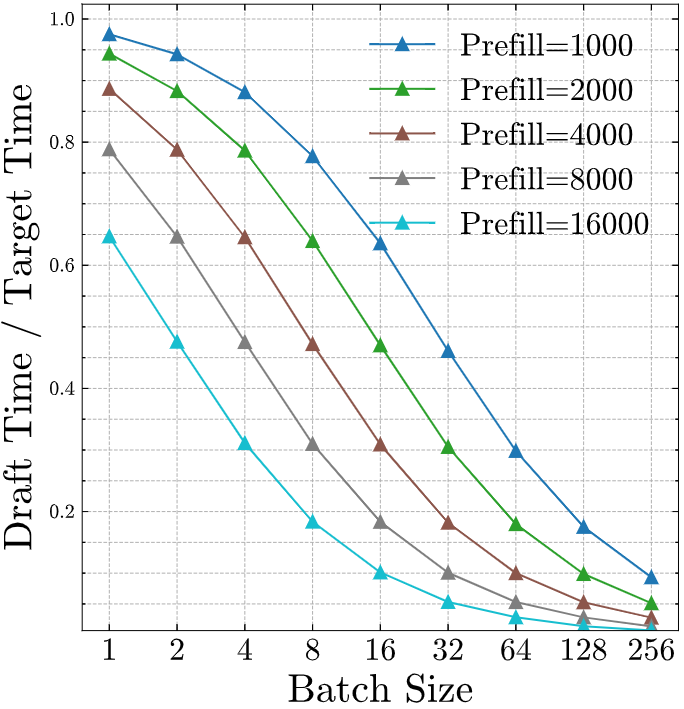 Draft Time / Target Time
1.0
0.8
0.6
0.4
0.2
Prefill=1000
Prefill=2000
Prefill=4000
Prefill=8000
Prefill=16000
1 2 4 8 16 32 64 128 256
Batch Size